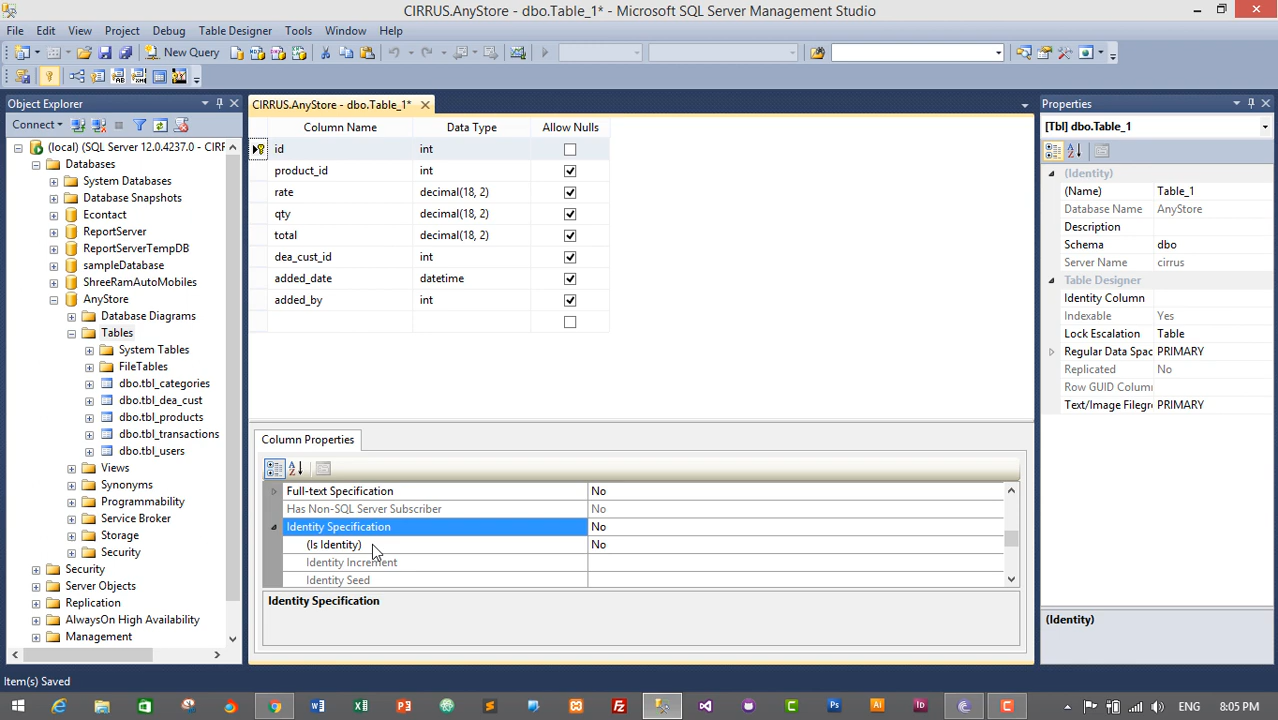 CIRRUS.AnyStore - dbo.Table_1* - Microsoft SQL Server Management Studio
File Edit View Project Debug Table Designer Tools Window Help
New Query
Object Explorer
Connect
(local) (SQL Server 12.0.4237.0 - CIRR
Databases
System Databases
Database Snapshots
Econtact
ReportServer
ReportServerTempDB
sampleDatabase
ShreeRamAutoMobiles
AnyStore
Database Diagrams
Tables
System Tables
FileTables
dbo.tbl_categories
dbo.tbl_dea_cust
dbo.tbl_products
dbo.tbl_transactions
dbo.tbl_users
Views
Synonyms
Programmability
Service Broker
Storage
Security
Security
Server Objects
Replication
AlwaysOn High Availability
Management
CIRRUS.AnyStore - dbo.Table_1*
Column Name Data Type Allow Nulls
id int
product_id int
rate decimal(18, 2)
qty decimal(18, 2)
total decimal(18, 2)
dea_cust_id int
added_date datetime
added_by int
Column Properties
Full-text Specification No
Has Non-SQL Server Subscriber No
Identity Specification No
(Is Identity) No
Identity Increment
Identity Seed
Identity Specification
Properties
[Tbl] dbo.Table_1
(Identity)
(Name) Table_1
Database Name AnyStore
Description
Schema dbo
Server Name cirrus
Table Designer
Identity Column
Indexable Yes
Lock Escalation Table
Regular Data Spac PRIMARY
Replicated No
Row GUID Column
Text/Image Filegr PRIMARY
(Identity)
Item(s) Saved
ENG 8:05 PM